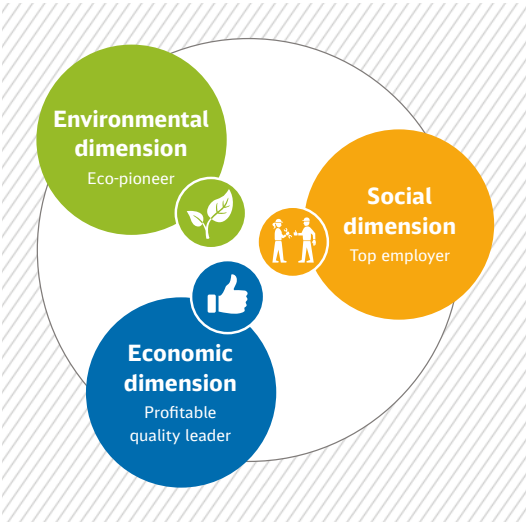 Environmental
dimension
Eco-pioneer
Social
dimension
Top employer
Economic
dimension
Profitable
quality leader